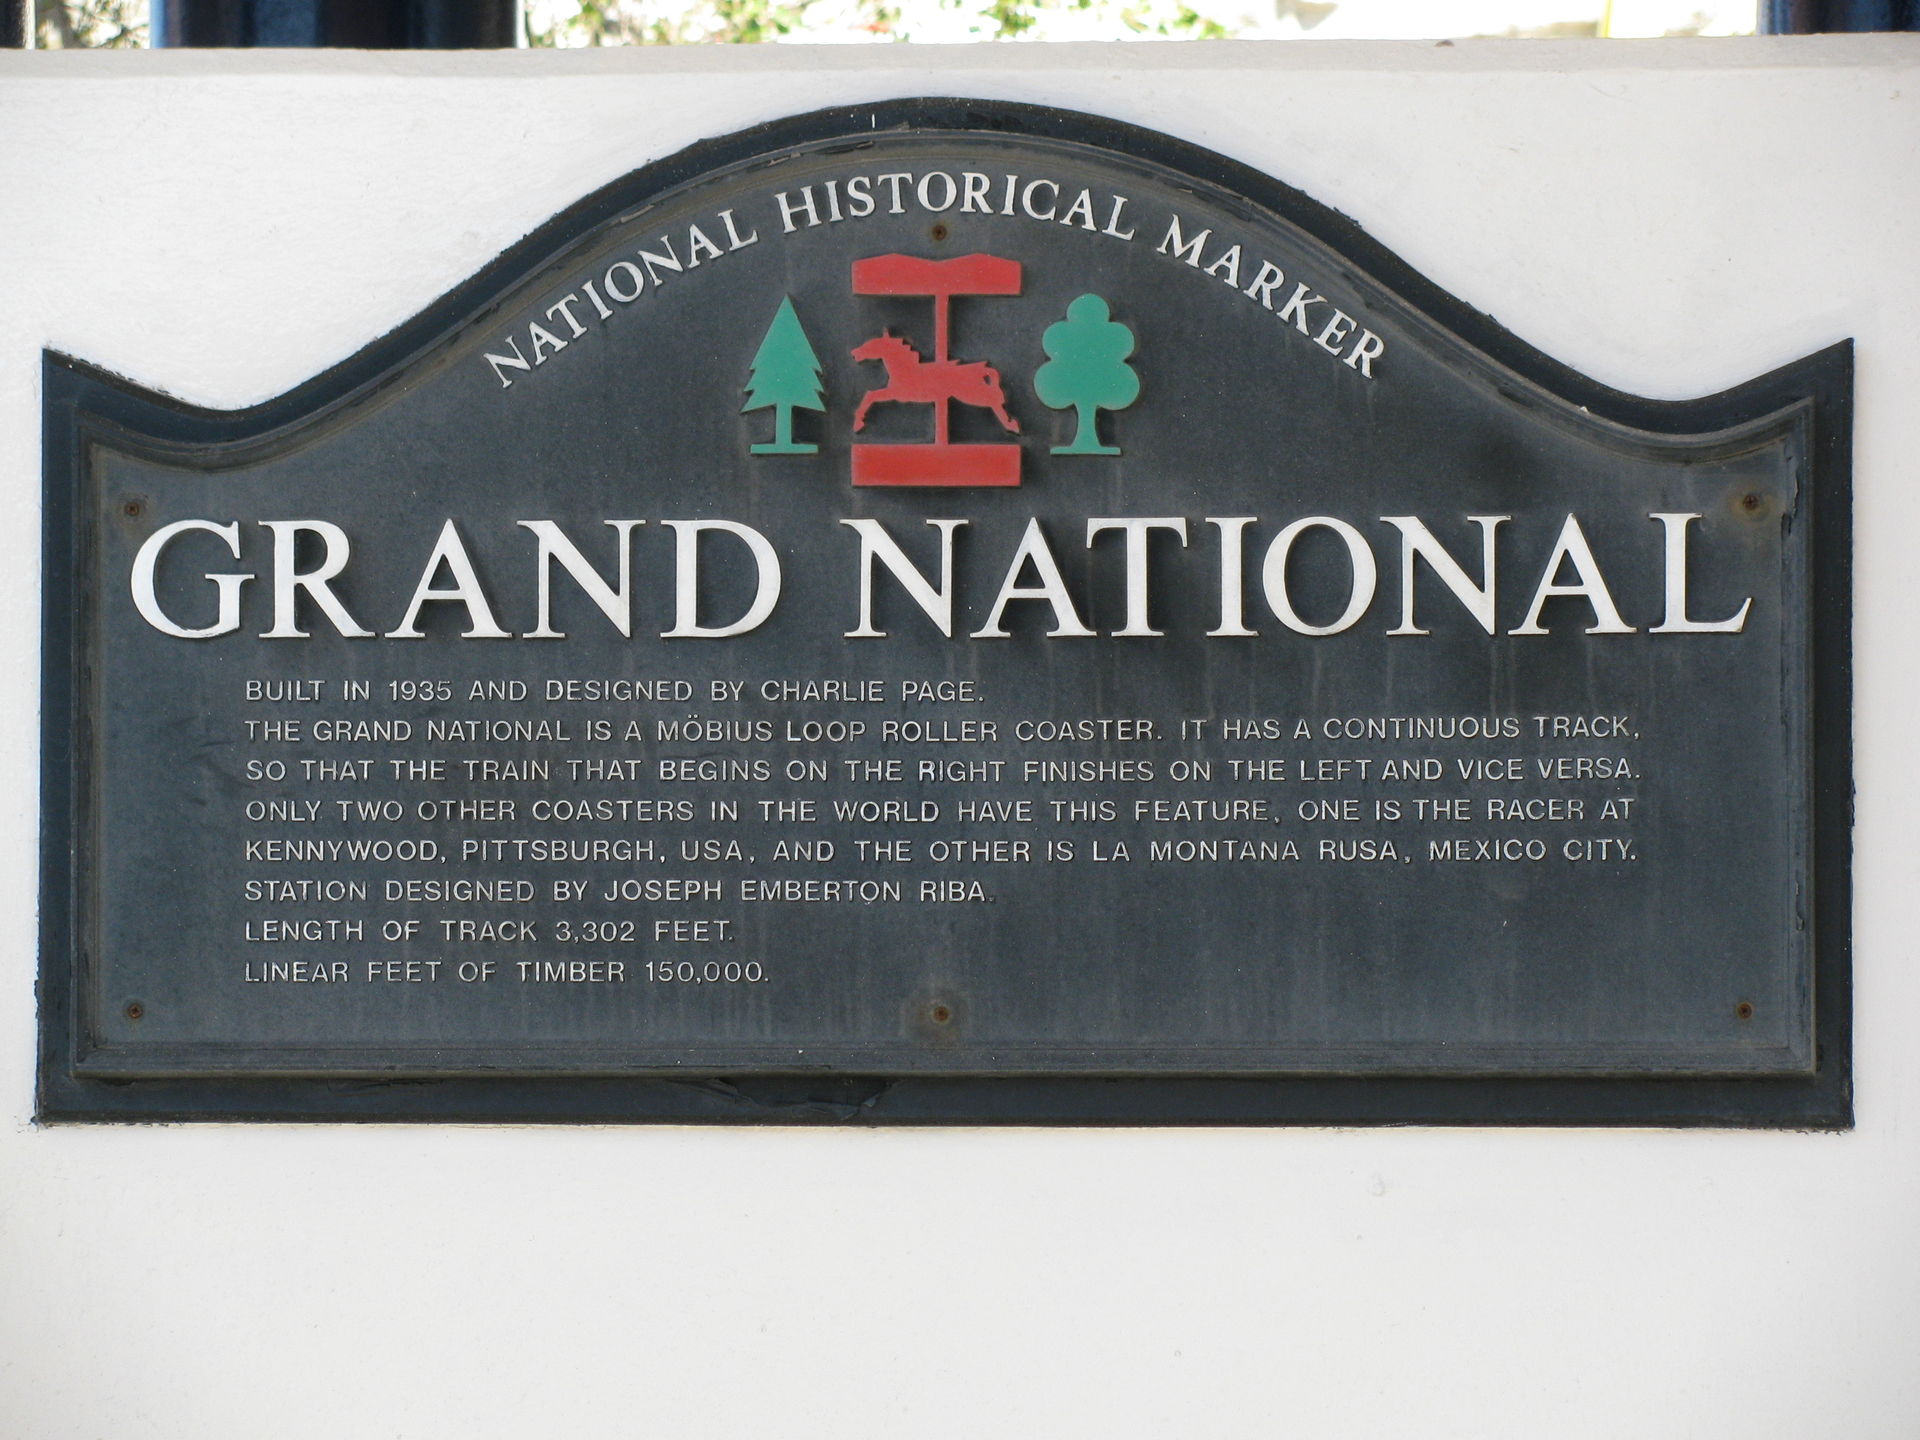 NATIONAL HISTORICAL MARKER
GRAND NATIONAL
BUILT IN 1935 AND DESIGNED BY CHARLIE PAGE.
THE GRAND NATIONAL IS A MÖBIUS LOOP ROLLER COASTER. IT HAS A CONTINUOUS TRACK,
SO THAT THE TRAIN THAT BEGINS ON THE RIGHT FINISHES ON THE LEFT AND VICE VERSA.
ONLY TWO OTHER COASTERS IN THE WORLD HAVE THIS FEATURE, ONE IS THE RACER AT
KENNYWOOD, PITTSBURGH, USA, AND THE OTHER IS LA MONTANA RUSA, MEXICO CITY.
STATION DESIGNED BY JOSEPH EMBERTON RIBA.
LENGTH OF TRACK 3,302 FEET.
LINEAR FEET OF TIMBER 150,000.